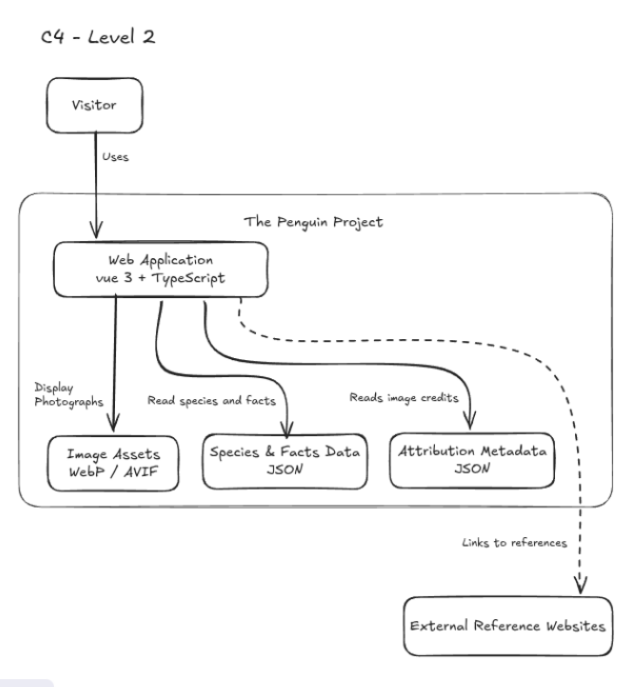 C4 - Level 2
Visitor
Uses
The Penguin Project
Web Application
vue 3 + TypeScript
Display
Photographs
Read species and facts
Reads image credits
Image Assets
WebP / AVIF
Species & Facts Data
JSON
Attribution Metadata
JSON
Links to references
External Reference Websites